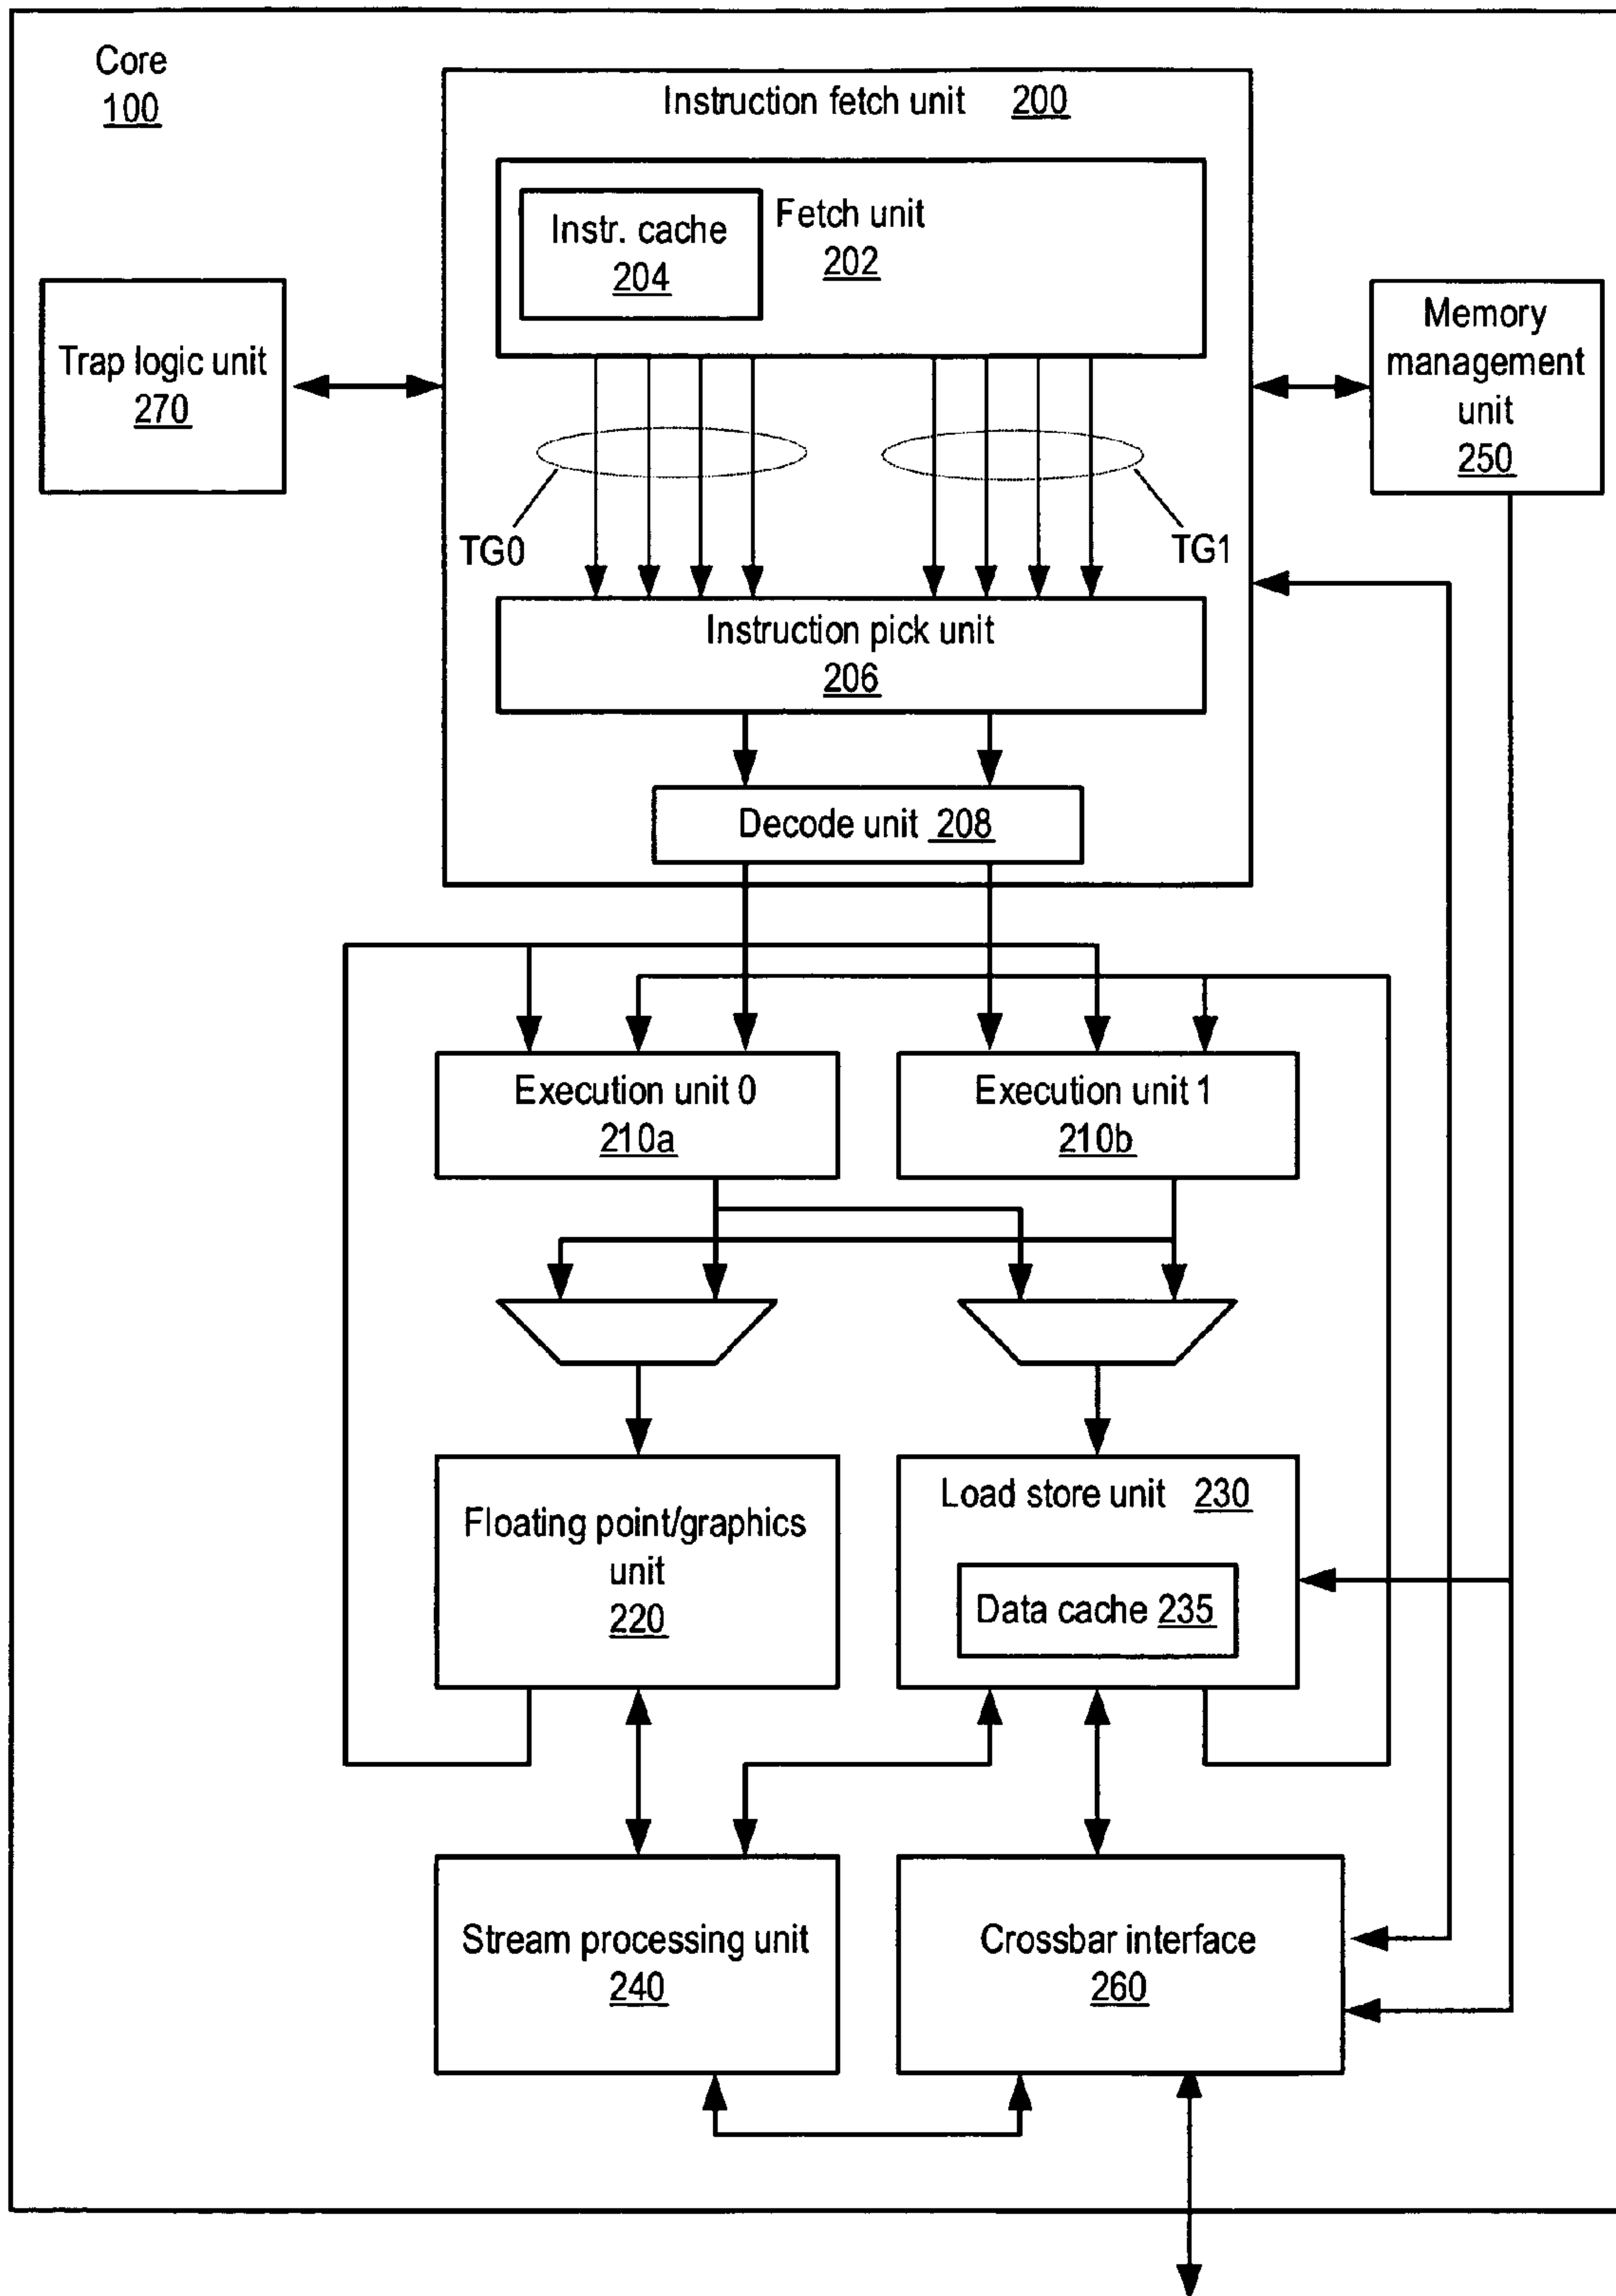 Core
100
Instruction fetch unit 200
Instr. cache
204
Fetch unit
202
Trap logic unit
270
Memory
management
unit
250
TG0
TG1
Instruction pick unit
206
Decode unit 208
Execution unit 0
210a
Execution unit 1
210b
Floating point/graphics
unit
220
Load store unit 230
Data cache 235
Stream processing unit
240
Crossbar interface
260